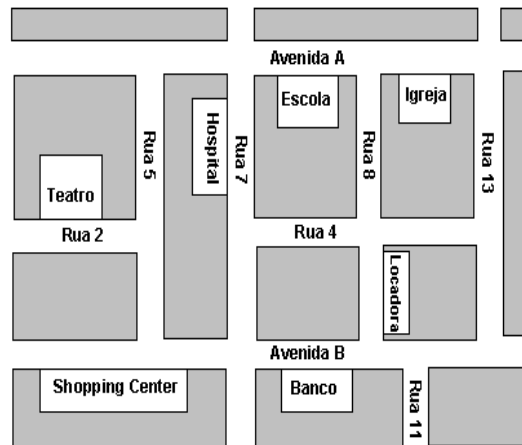 Avenida A
Escola
Igreja
Hospital
Rua 5
Rua 7
Rua 8
Rua 13
Teatro
Rua 2
Rua 4
Locadora
Avenida B
Shopping Center
Banco
Rua 11